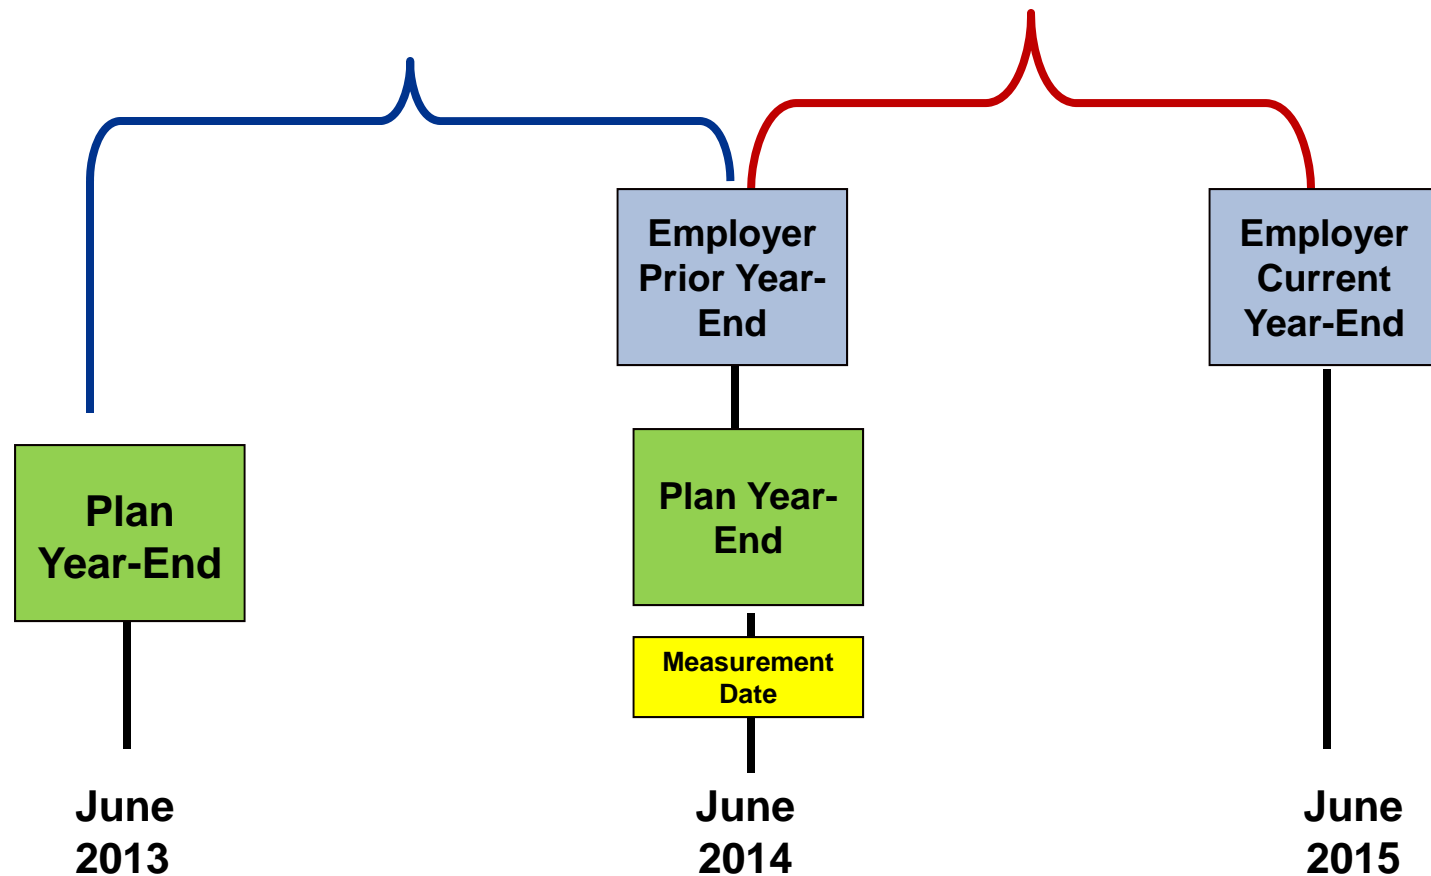 Employer
Prior Year-
End
Employer
Current
Year-End
Plan
Year-End
Plan Year-
End
Measurement
Date
June
2013
June
2014
June
2015